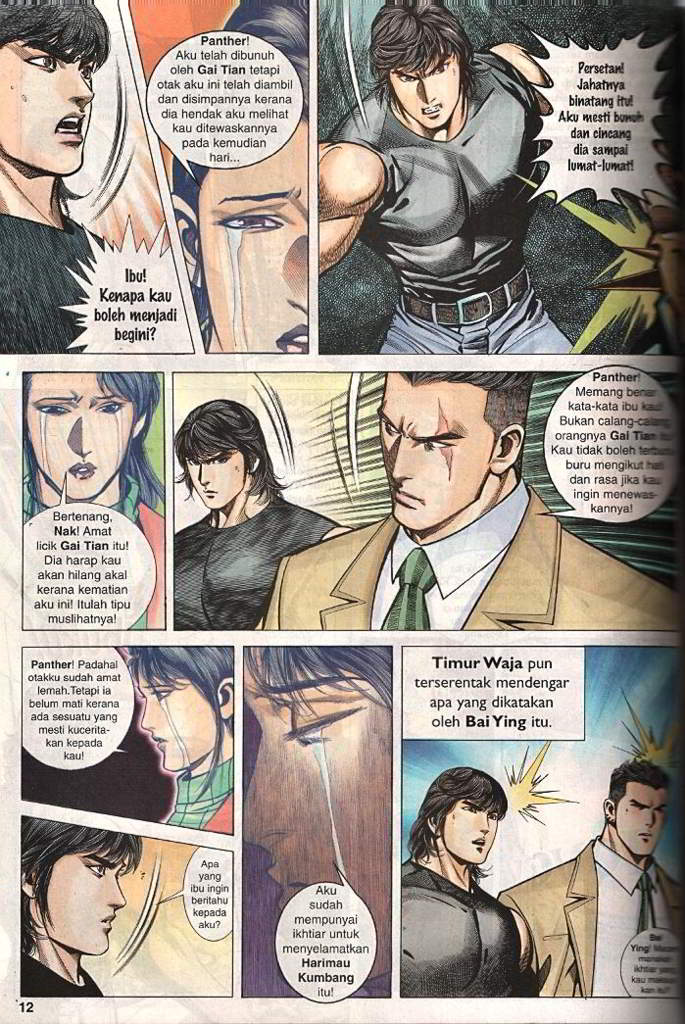 Ibu!
Kenapa kau
boleh menjadi
begini?
Panther!
Aku telah dibunuh
oleh Gai Tian tetapi
otak aku ini telah diambil
dan disimpannya kerana
dia hendak aku melihat
kau ditewaskannya
pada kemudian
hari...
Persetan!
Jahatnya
binatang itu!
Aku mesti bunuh
dan cincang
dia sampai
lumat-lumat!
Bertenang,
Nak! Amat
licik Gai Tian itu!
Dia harap kau
akan hilang akal
kerana kematian
aku ini! Itulah tipu
muslihatnya!
Panther!
Memang benar
kata-kata ibu kau!
Bukan calang-calang
orangnya Gai Tian itu!
Kau tidak boleh terburu
buru mengikut hati
dan rasa jika kau
ingin menewas-
kannya!
Panther! Padahal
otakku sudah amat
lemah.Tetapi ia
belum mati kerana
ada sesuatu yang
mesti kucerita-
kan kepada
kau!
Apa
yang
ibu ingin
beritahu
kepada
aku?
Aku
sudah
mempunyai
ikhtiar untuk
menyelamatkan
Harimau
Kumbang
itu!
Timur Waja pun
terserentak mendengar
apa yang dikatakan
oleh Bai Ying itu.
Bai
Ying!
ikhtiar yang
kau
12